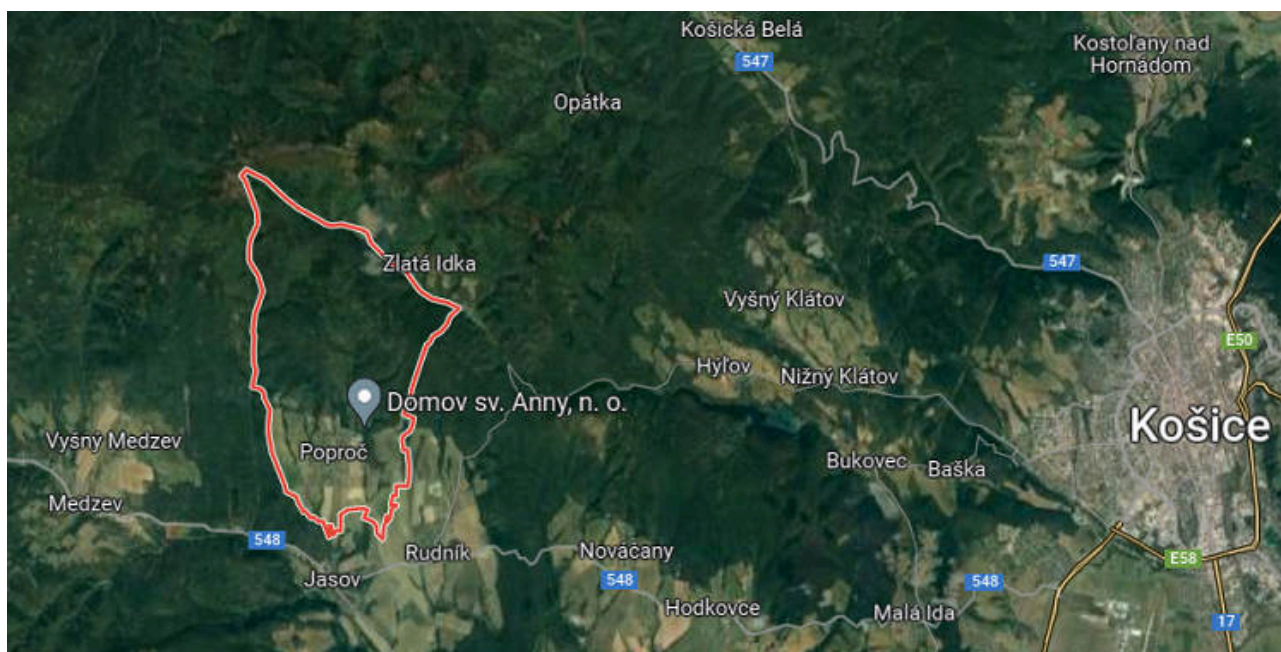 Košická Belá
547
Kostoľany nad
Hornádom
Opátka
Zlatá Idka
547
Vyšný Klátov
E50
Hýľov
Nižný Klátov
Domov sv. Anny, n. o.
Košice
Vyšný Medzev
Poproč
Bukovec
Baška
Medzev
548
Rudník
Nováčany
E58
Jasov
548
548
Hodkovce
Malá Ida
17